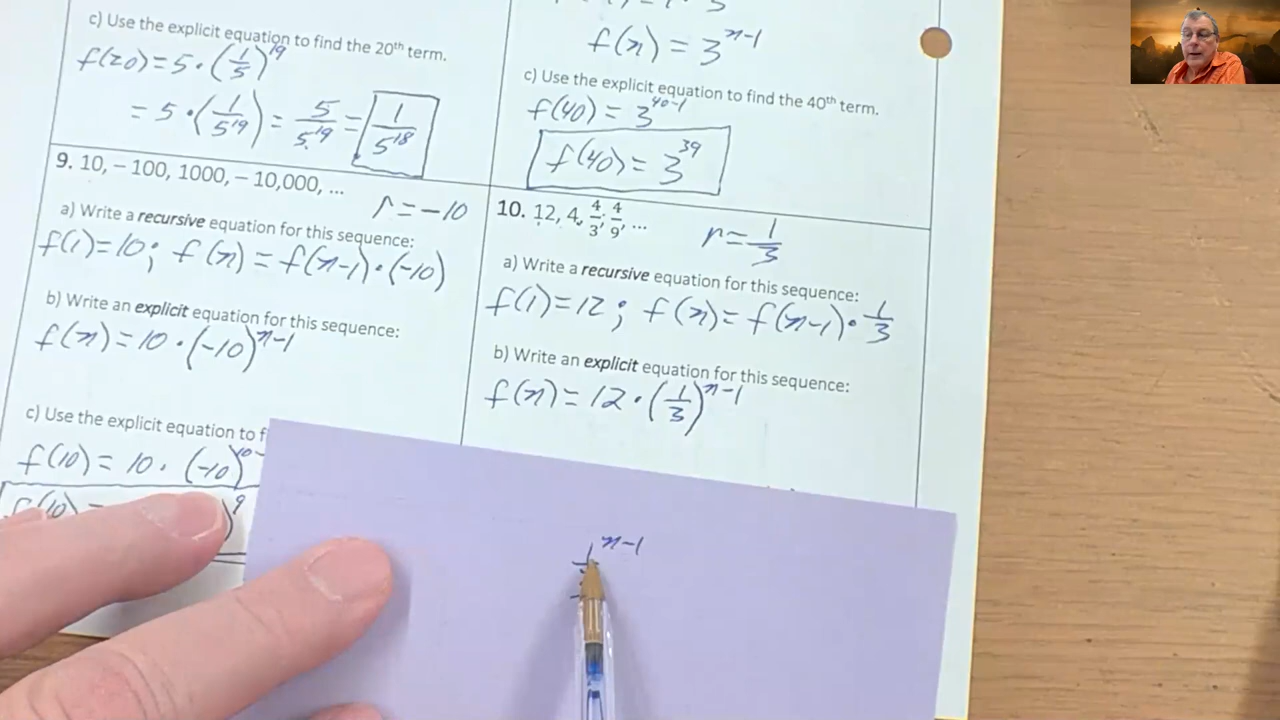 c) Use the explicit equation to find the 20th term.
f(20) = 5 · (1/5)^19
= 5 · (1/5^19) = 5/5^19 = 1/5^18
f(n) = 3^n-1
c) Use the explicit equation to find the 40th term.
f(40) = 3^40-1
f(40) = 3^39
9. 10, – 100, 1000, – 10,000, ...
r = -10
a) Write a recursive equation for this sequence:
f(1) = 10; f(n) = f(n-1) · (-10)
b) Write an explicit equation for this sequence:
f(n) = 10 · (-10)^n-1
c) Use the explicit equation to f
f(10) = 10 · (-10)^10-
f(10) =
)^9
10. 12, 4, 4/3, 4/9, ...
r = 1/3
a) Write a recursive equation for this sequence:
f(1) = 12; f(n) = f(n-1) · 1/3
b) Write an explicit equation for this sequence:
f(n) = 12 · (1/3)^n-1
n-1